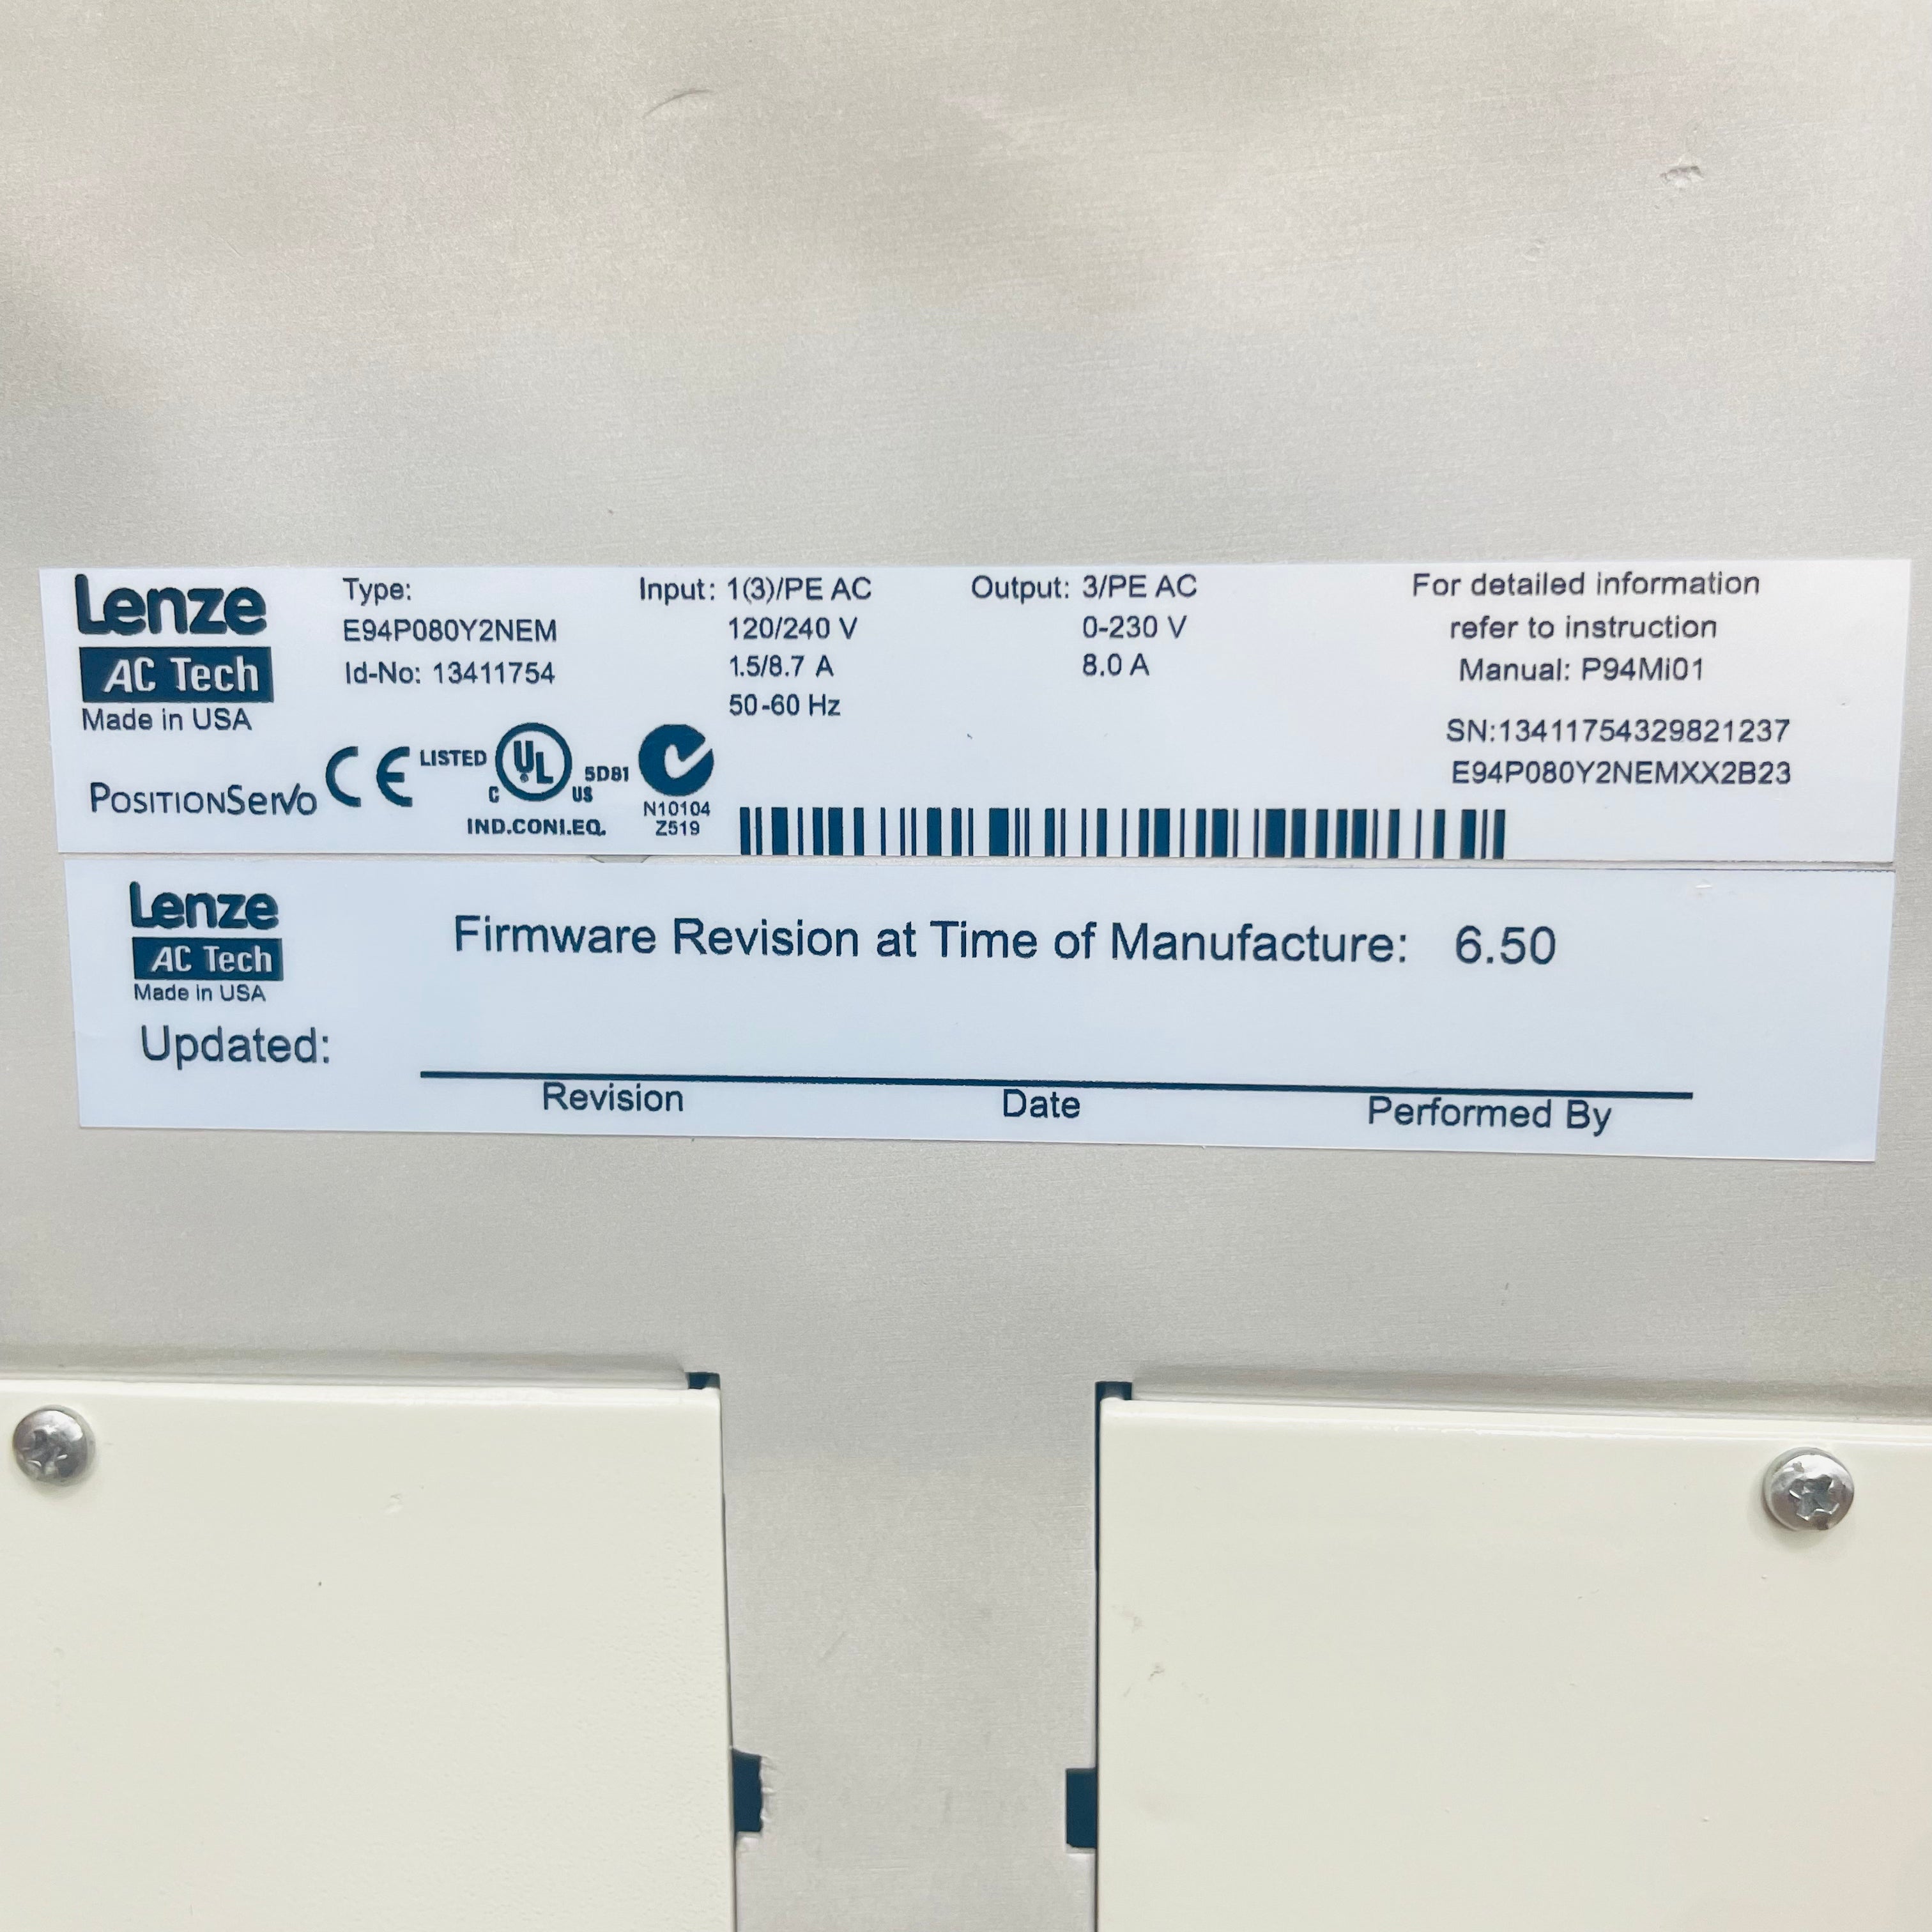 Lenze
AC Tech
Made in USA
PositionServo
Type:
E94P080Y2NEM
Id-No: 13411754
CE
LISTED
UL
C US
5D81
IND.CONI.EQ.
N10104
Z519
Input: 1(3)/PE AC
120/240 V
1.5/8.7 A
50-60 Hz
Output: 3/PE AC
0-230 V
8.0 A
For detailed information
refer to instruction
Manual: P94Mi01
SN:13411754329821237
E94P080Y2NEMXX2B23
Lenze
AC Tech
Made in USA
Firmware Revision at Time of Manufacture: 6.50
Updated:
Revision Date Performed By